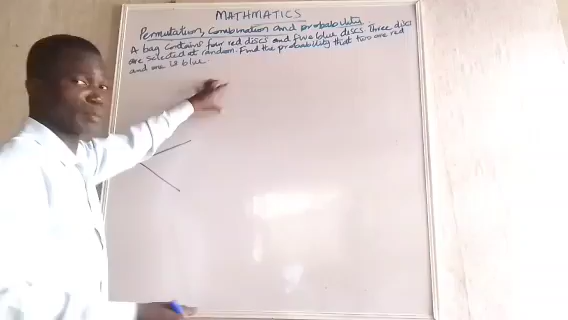 MATHMATICS
Permutation, Combination and probability
A bag contains four red discs and five blue discs. Three discs
are selected at random. Find the probability that two are red
and one is blue.